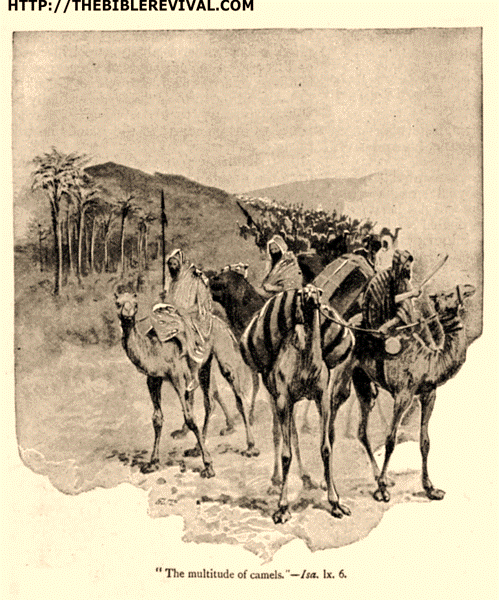 HTTP://THEBIBLEREVIVAL.COM
"The multitude of camels."—Isa. lx. 6.